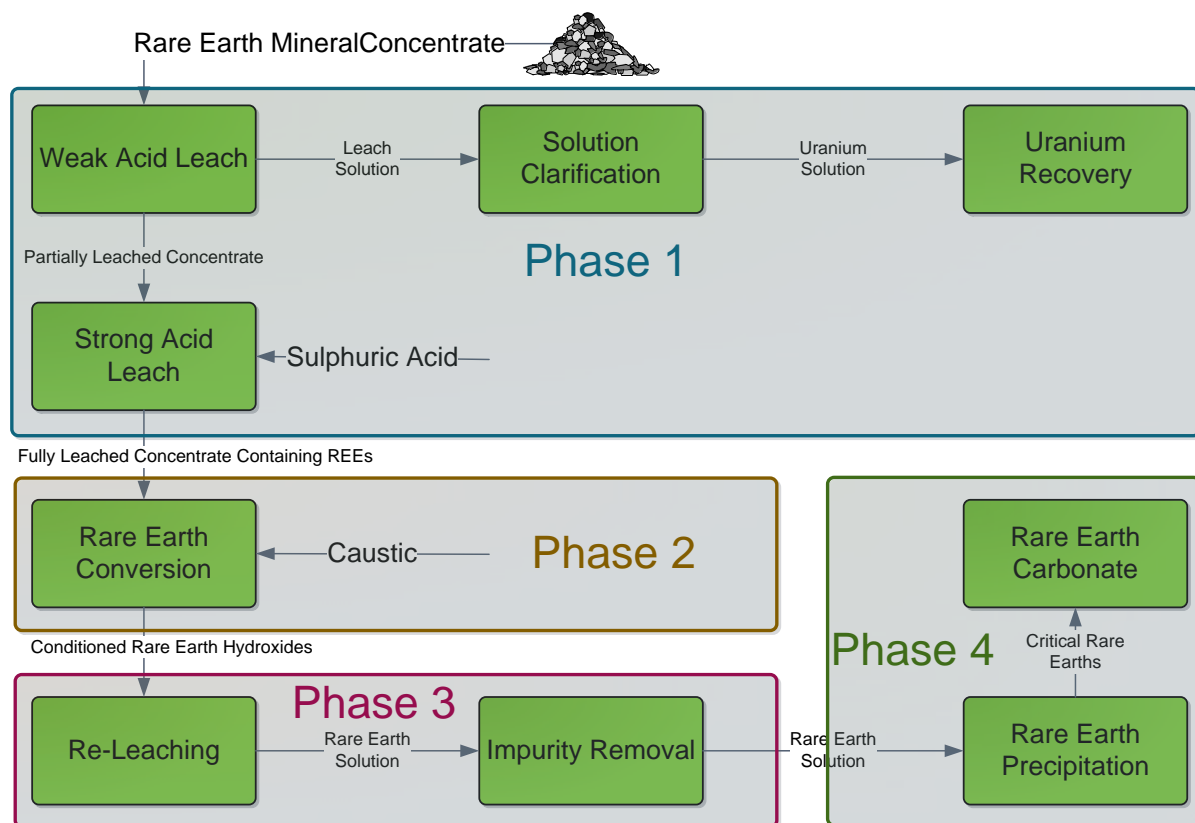 Rare Earth MineralConcentrate
Weak Acid Leach
Leach
Solution
Solution
Clarification
Uranium
Solution
Uranium
Recovery
Partially Leached Concentrate
Phase 1
Strong Acid
Leach
Sulphuric Acid
Fully Leached Concentrate Containing REEs
Rare Earth
Conversion
Caustic
Phase 2
Conditioned Rare Earth Hydroxides
Phase 3
Re-Leaching
Rare Earth
Solution
Impurity Removal
Rare Earth
Solution
Rare Earth
Precipitation
Critical Rare
Earths
Phase 4
Rare Earth
Carbonate